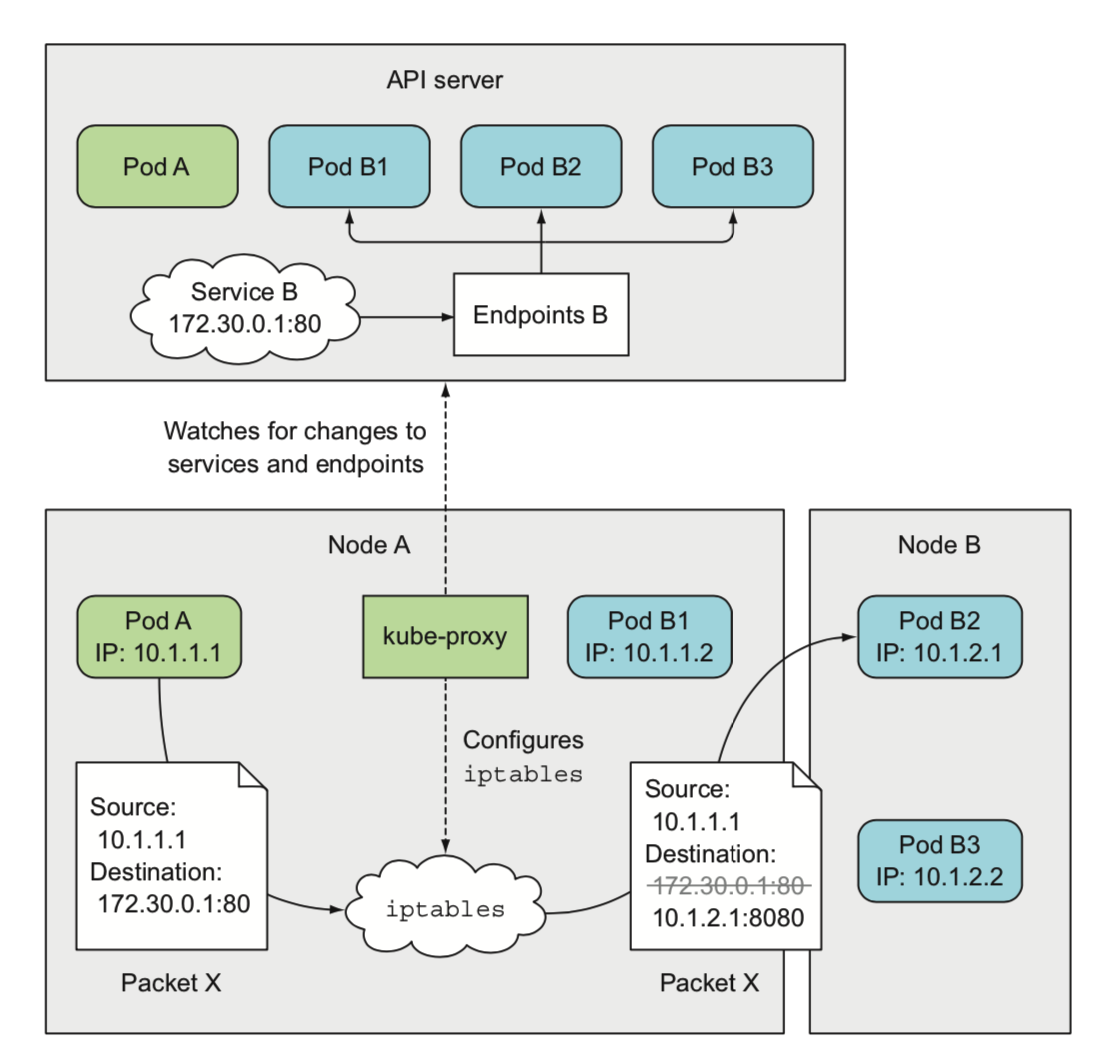 API server
Pod A
Pod B1
Pod B2
Pod B3
Service B
172.30.0.1:80
Endpoints B
Watches for changes to
services and endpoints
Node A
Node B
Pod A
IP: 10.1.1.1
kube-proxy
Pod B1
IP: 10.1.1.2
Pod B2
IP: 10.1.2.1
Configures
iptables
Source:
10.1.1.1
Destination:
172.30.0.1:80
Packet X
iptables
Source:
10.1.1.1
Destination:
172.30.0.1:80
10.1.2.1:8080
Packet X
Pod B3
IP: 10.1.2.2